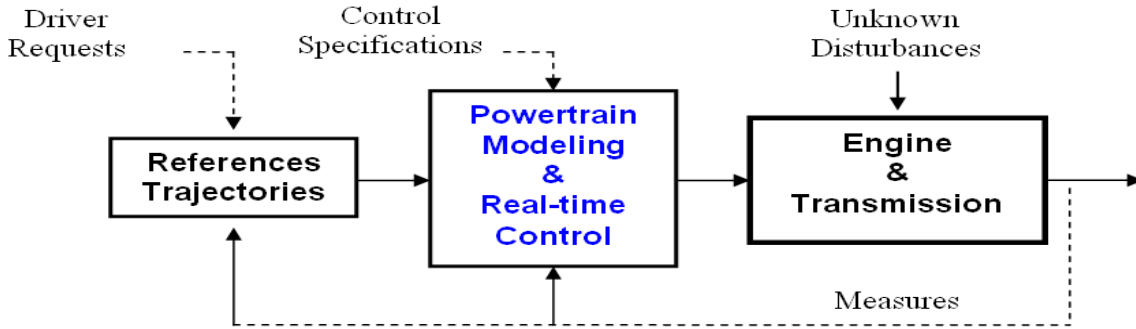 Driver
Requests
Control
Specifications
Unknown
Disturbances
References
Trajectories
Powertrain
Modeling
&
Real-time
Control
Engine
&
Transmission
Measures